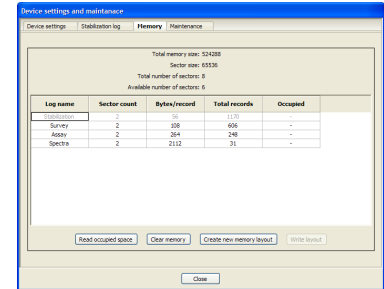 Device settings and maintanace
Device settings Stabilization log Memory Maintenance
Total memory size: 524288
Sector size: 65536
Total number of sectors: 8
Available number of sectors: 6
Log name Sector count Bytes/record Total records Occupied
Stabilization 2 56 1170 -
Survey 2 108 606 -
Assay 2 264 248 -
Spectra 2 2112 31 -
Read occupied space Clear memory Create new memory layout Write layout
Close